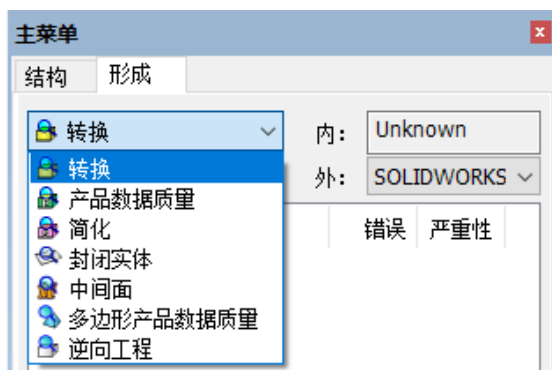 主菜单
结构 形成
转换 内: Unknown
转换 外: SOLIDWORKS
产品数据质量
简化 错误 严重性
封闭实体
中间面
多边形产品数据质量
逆向工程